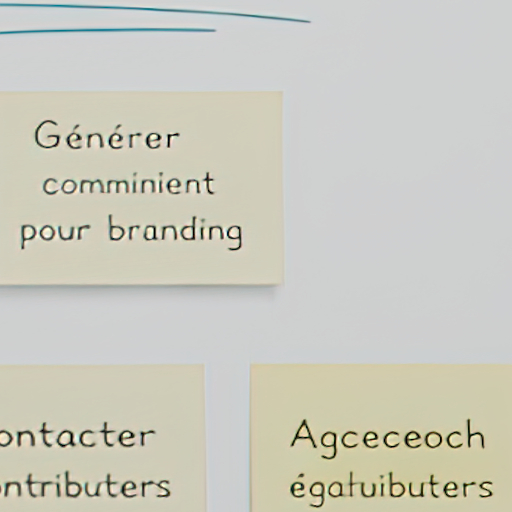 Générer
comminient
pour branding
ontacter
ontributers
Agceceoch
égatuibuters